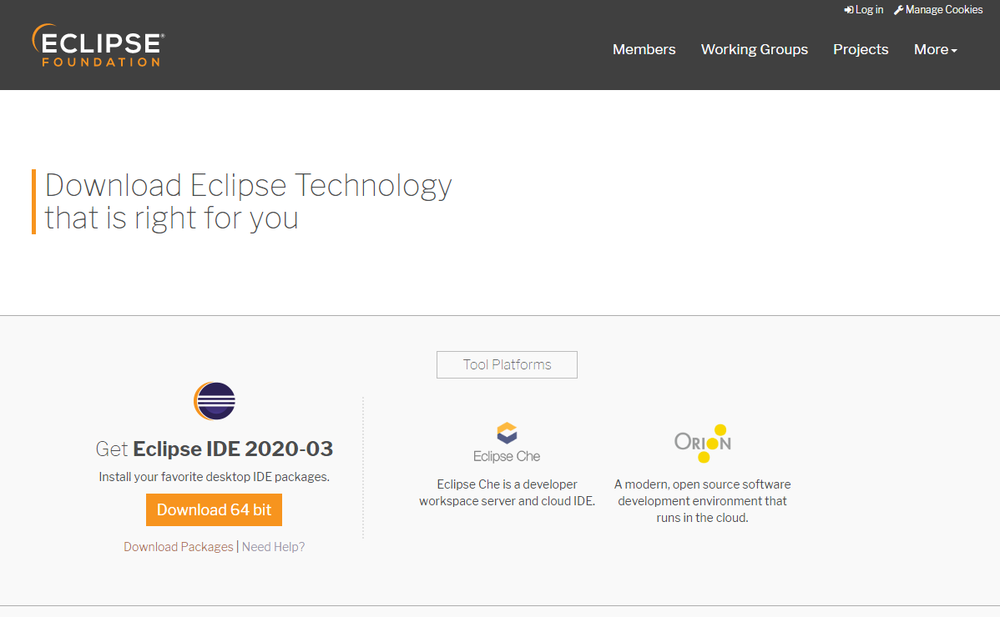 Log in Manage Cookies
ECLIPSE®
FOUNDATION
Members Working Groups Projects More
Download Eclipse Technology
that is right for you
Tool Platforms
Get Eclipse IDE 2020-03
Install your favorite desktop IDE packages.
Download 64 bit
Download Packages | Need Help?
Eclipse Che
Eclipse Che is a developer
workspace server and cloud IDE.
ORION
A modern, open source software
development environment that
runs in the cloud.